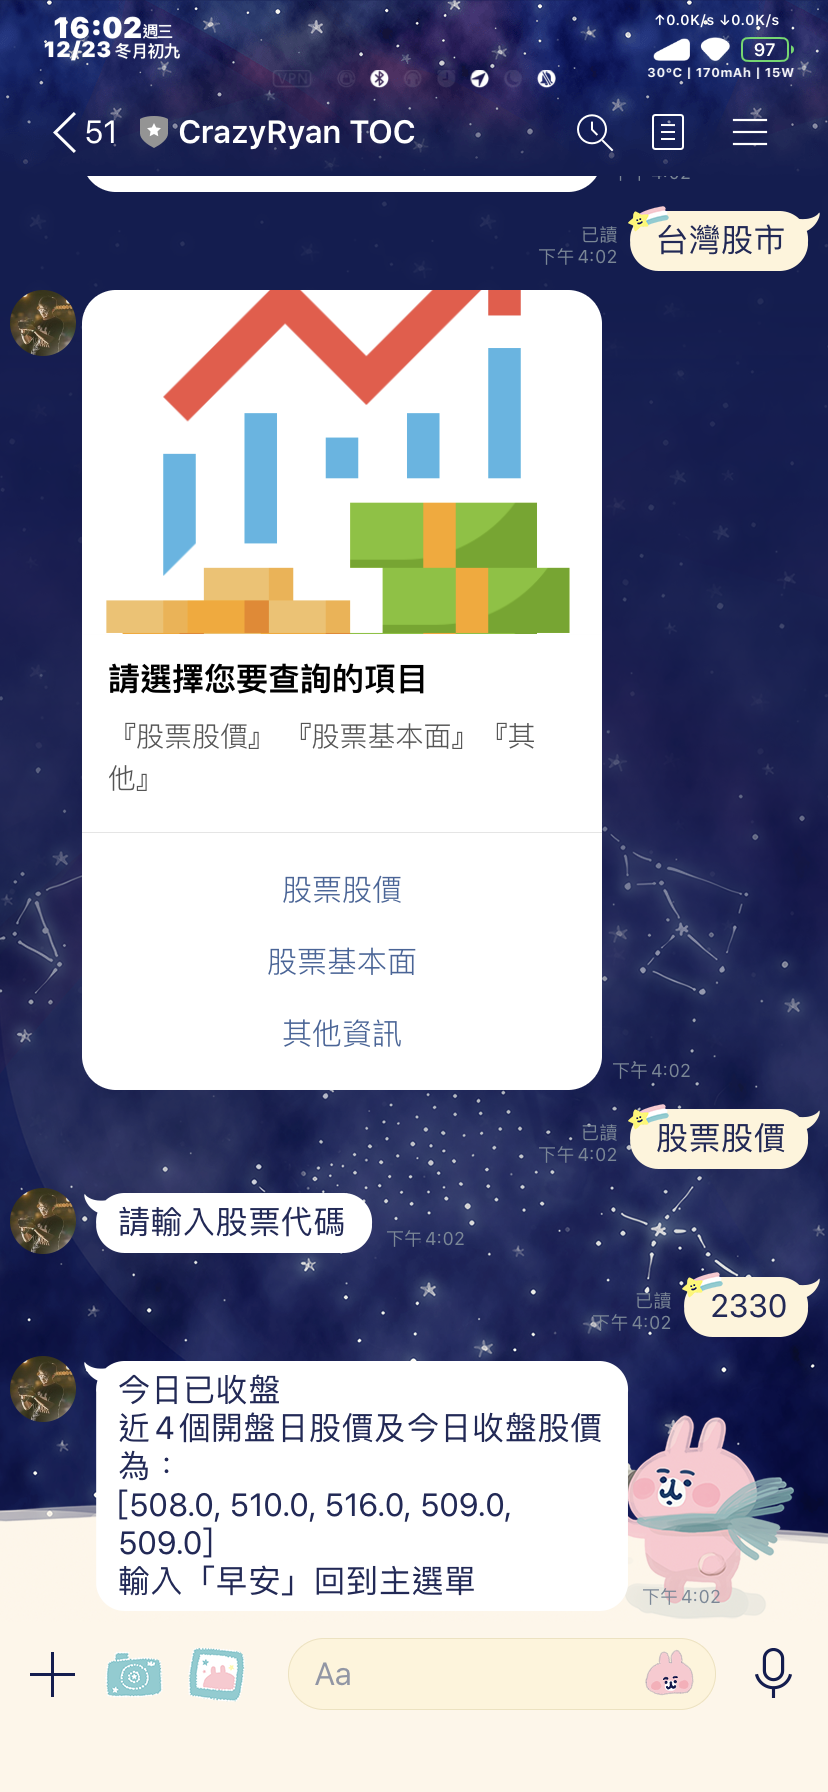 16:02週三
12/23 冬月初九
↑0.0K/s ↓0.0K/s
97
30°C | 170mAh | 15W
VPN
51 CrazyRyan TOC
下午 4:02
已讀
下午 4:02
台灣股市
請選擇您要查詢的項目
『股票股價』 『股票基本面』『其
他』
股票股價
股票基本面
其他資訊
下午 4:02
已讀
下午 4:02
股票股價
請輸入股票代碼
下午 4:02
已讀
下午 4:02
2330
今日已收盤
近４個開盤日股價及今日收盤股價
為：
[508.0, 510.0, 516.0, 509.0,
509.0]
輸入「早安」回到主選單
下午 4:02
Aa